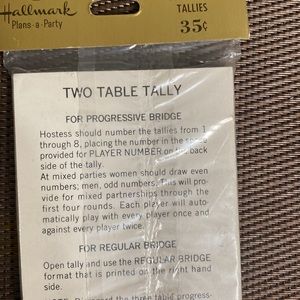 Hallmark
Plans-a-Party
TALLIES
35¢
TWO TABLE TALLY
FOR PROGRESSIVE BRIDGE
Hostess should number the tallies from 1
through 8, placing the number in the space
provided for PLAYER NUMBER on the back
side of the tally.
At mixed parties women should draw even
numbers; men, odd numbers. This will pro-
vide for mixed partnerships through the
first four rounds. Each player will auto-
matically play with every player once and
against every player twice.
FOR REGULAR BRIDGE
Open tally and use the REGULAR BRIDGE
format that is printed on the right hand
side.
the three table progress-